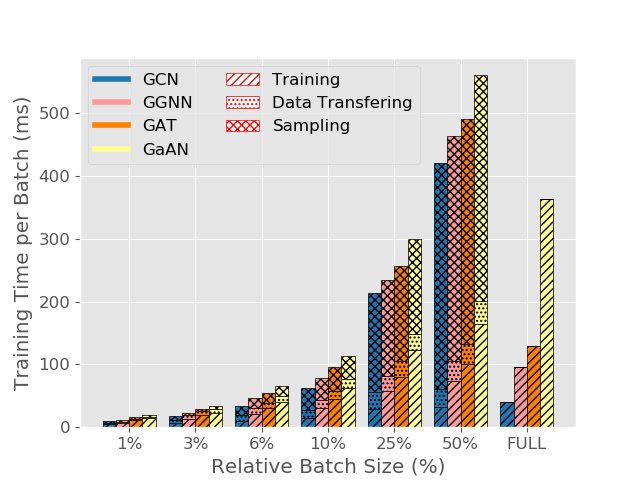 GCN
GGNN
GAT
GaAN
Training
Data Transfering
Sampling
Training Time per Batch (ms)
500
400
300
200
100
0
1% 3% 6% 10% 25% 50% FULL
Relative Batch Size (%)